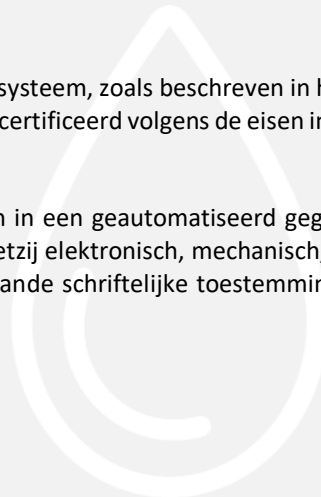 systeem, zoals beschreven in h
certificeerd volgens de eisen in
n in een geautomatiseerd geg
etzij elektronisch, mechanisch,
ande schriftelijke toestemmin